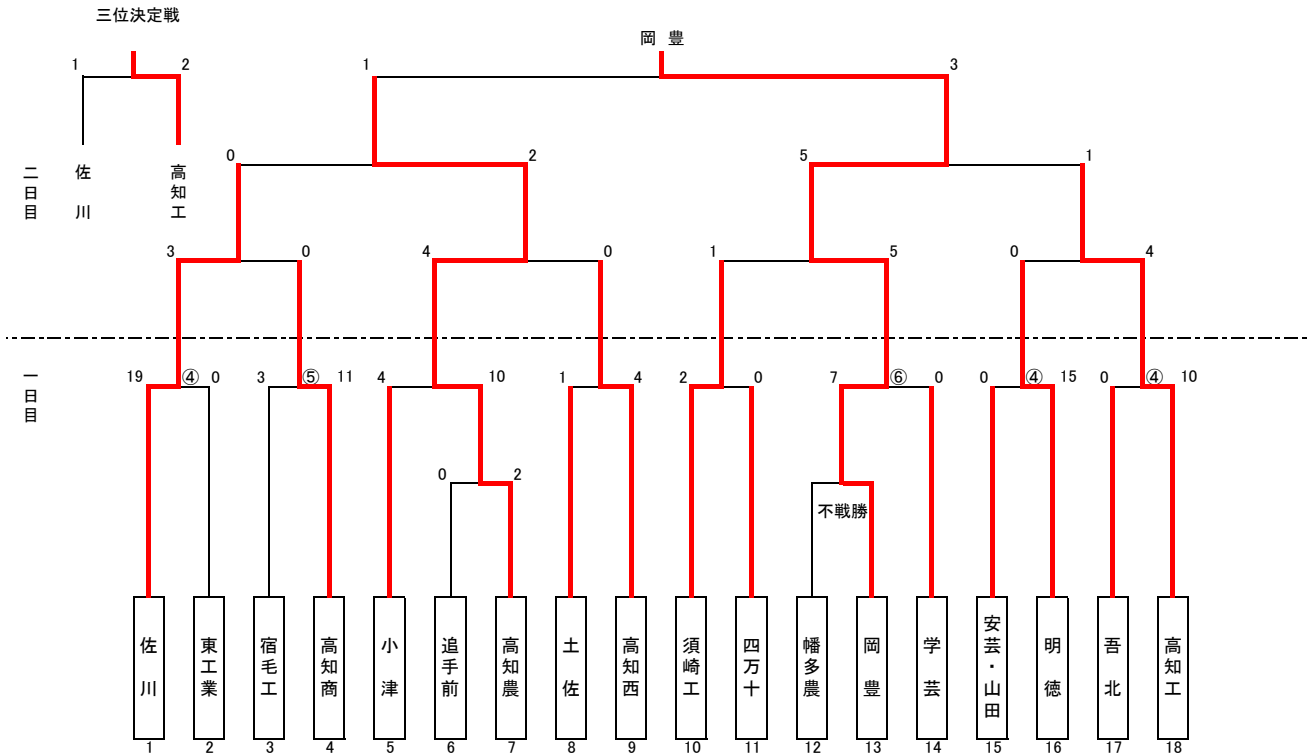 三位決定戦
岡 豊
1 2 1 3
0 2 5 1
二日目
佐川
高知工
3 0 4 0 1 5 0 4
一日目
19 ④ 0 3 ⑤ 11 4 10 1 4 2 0 7 ⑥ 0 0 ④ 15 0 ④ 10
0 2
不戦勝
佐川
東工業
宿毛工
高知商
小津
追手前
高知農
土佐
高知西
須崎工
四万十
幡多農
岡豊
学芸
安芸・山田
明徳
吾北
高知工
1 2 3 4 5 6 7 8 9 10 11 12 13 14 15 16 17 18